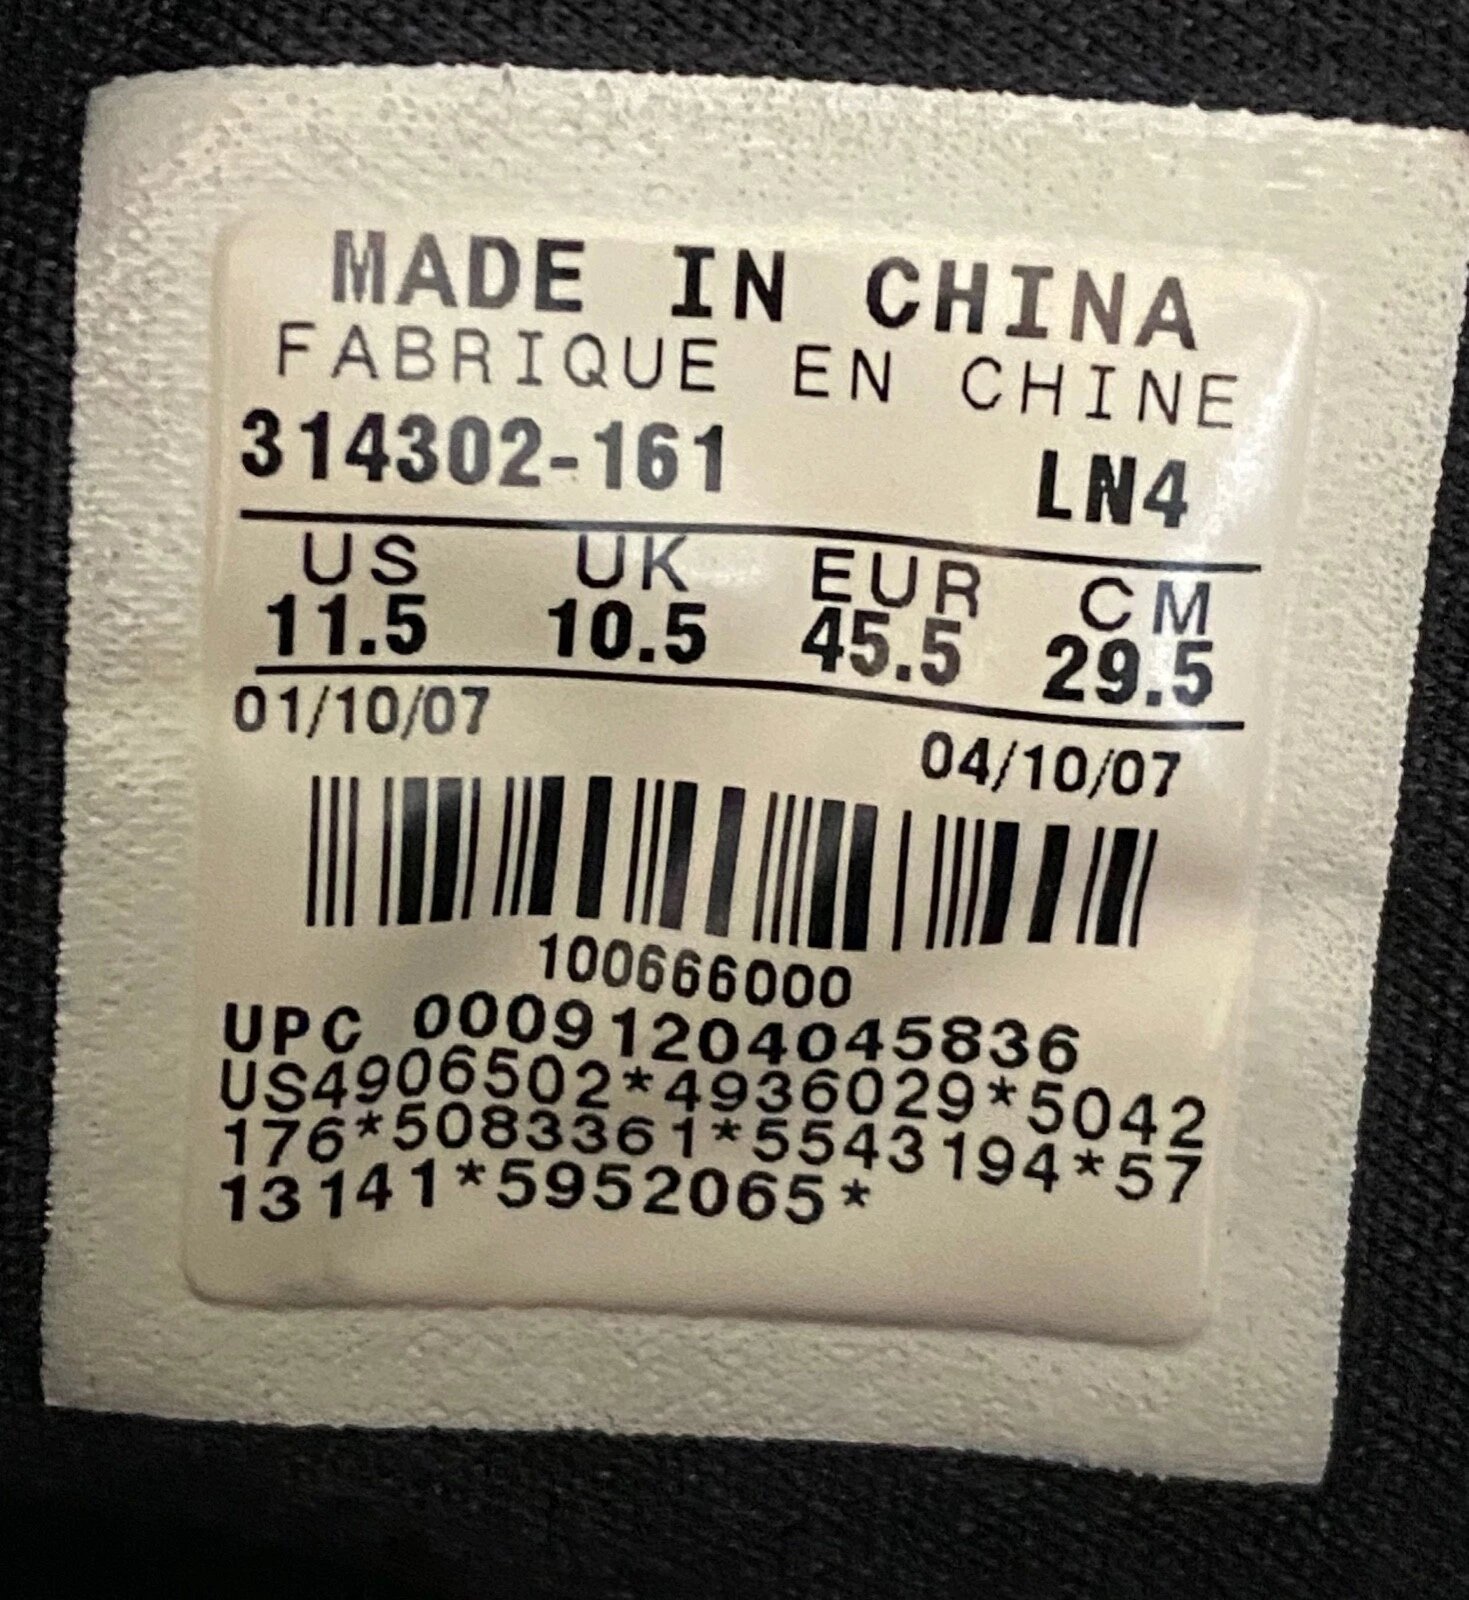 MADE IN CHINA
FABRIQUE EN CHINE
314302-161 LN4
US UK EUR CM
11.5 10.5 45.5 29.5
01/10/07 04/10/07
100666000
UPC 00091204045836
US4906502*4936029*5042
176*5083361*5543194*57
13141*5952065*